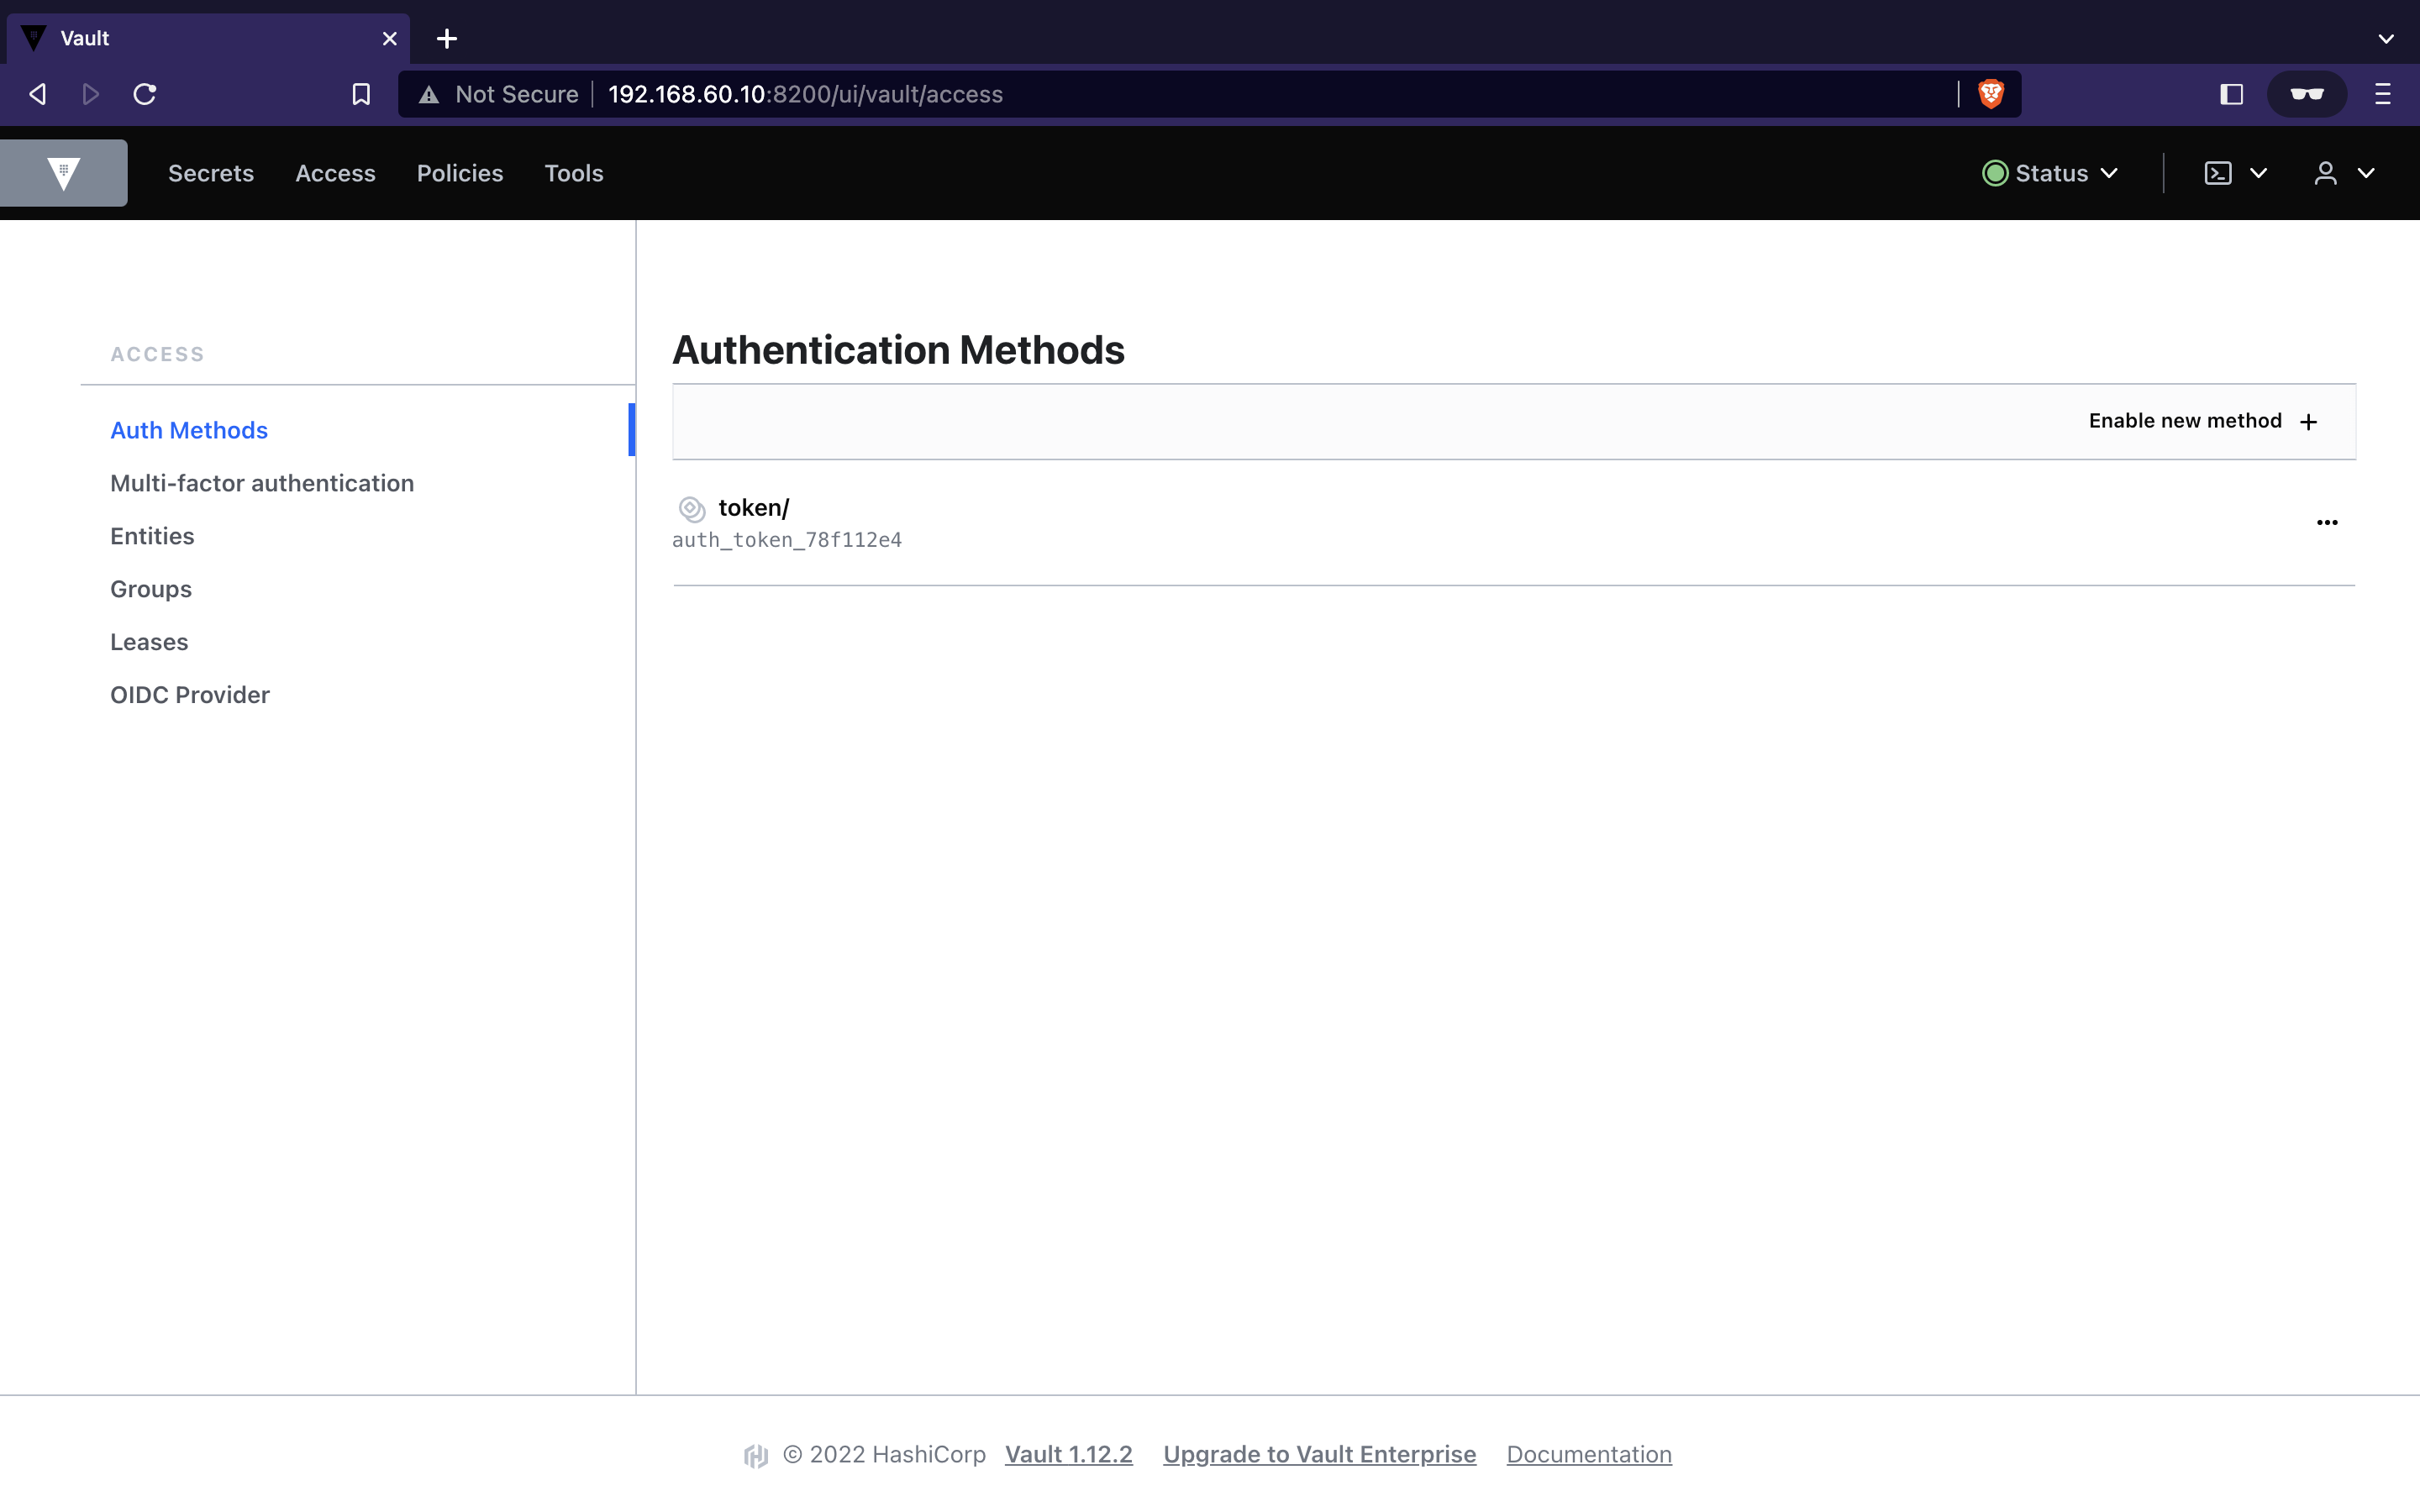 Vault
Not Secure 192.168.60.10:8200/ui/vault/access
Secrets Access Policies Tools Status
ACCESS
Auth Methods
Multi-factor authentication
Entities
Groups
Leases
OIDC Provider
Authentication Methods
Enable new method
token/
auth_token_78f112e4
© 2022 HashiCorp Vault 1.12.2 Upgrade to Vault Enterprise Documentation